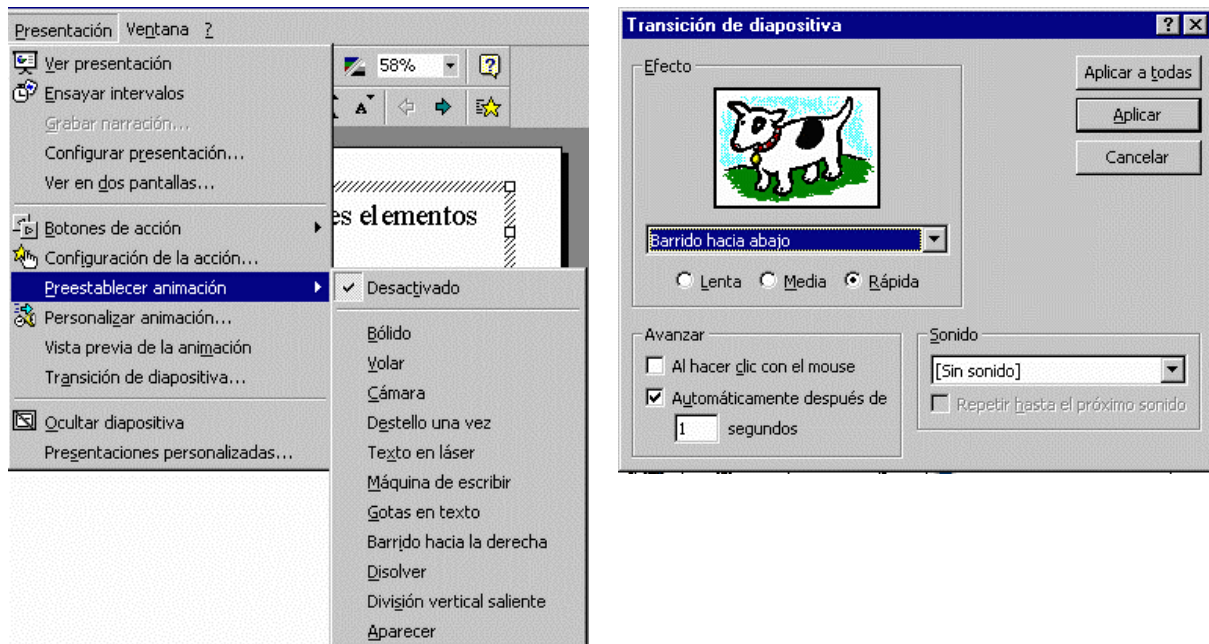 Presentación Ventana ?
Ver presentación
Ensayar intervalos
Grabar narración...
Configurar presentación...
Ver en dos pantallas...
Botones de acción
Configuración de la acción...
Preestablecer animación
Personalizar animación...
Vista previa de la animación
Transición de diapositiva...
Ocultar diapositiva
Presentaciones personalizadas...
58%
es elementos
Desactivado
Bólido
Volar
Cámara
Destello una vez
Texto en láser
Máquina de escribir
Gotas en texto
Barrido hacia la derecha
Disolver
División vertical saliente
Aparecer
Transición de diapositiva
Efecto
Barrido hacia abajo
Lenta Media Rápida
Aplicar a todas
Aplicar
Cancelar
Avanzar
Al hacer clic con el mouse
Automáticamente después de
1 segundos
Sonido
[Sin sonido]
Repetir hasta el próximo sonido